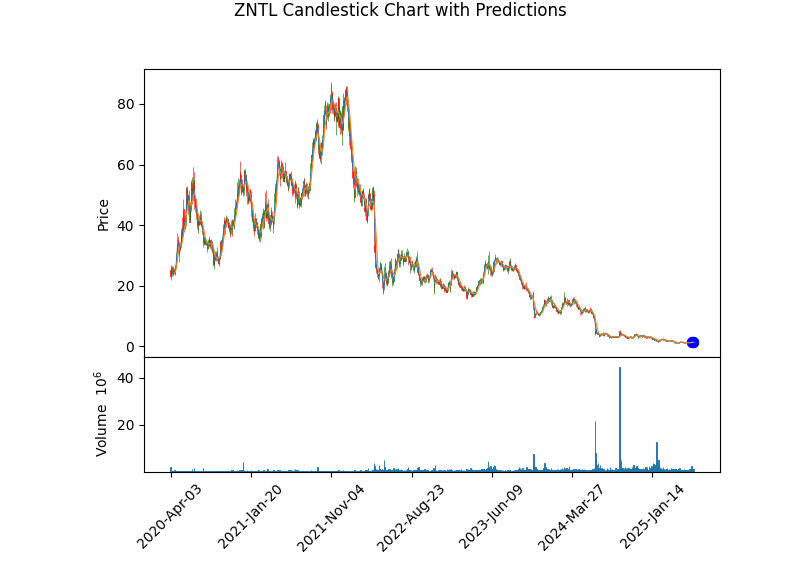 ZNTL Candlestick Chart with Predictions
80
60
40
20
0
Price
40
20
Volume 10^6
2020-Apr-03
2021-Jan-20
2021-Nov-04
2022-Aug-23
2023-Jun-09
2024-Mar-27
2025-Jan-14